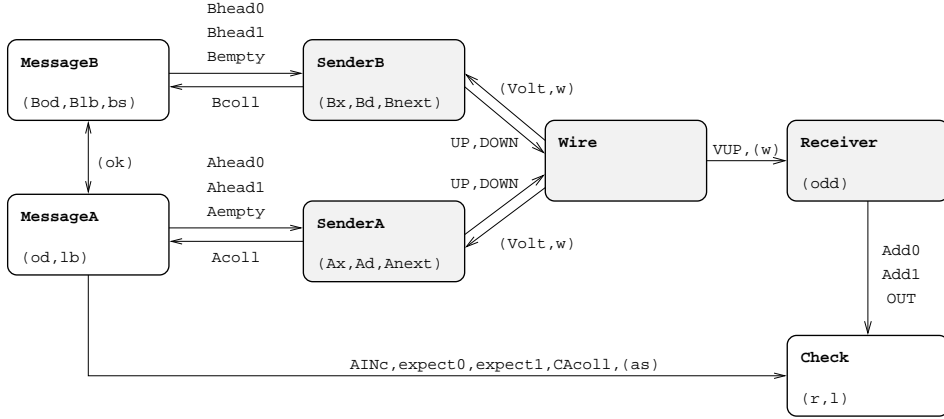 Bhead0
Bhead1
Bempty
MessageB
(Bod,Blb,bs)
SenderB
(Bx,Bd,Bnext)
Bcoll
(Volt,w)
UP,DOWN
Wire
VUP,(w)
Receiver
(odd)
(ok)
Ahead0
Ahead1
Aempty
UP,DOWN
MessageA
(od,lb)
SenderA
(Ax,Ad,Anext)
Acoll
(Volt,w)
Add0
Add1
OUT
AINc,expect0,expect1,CAcoll,(as)
Check
(r,l)